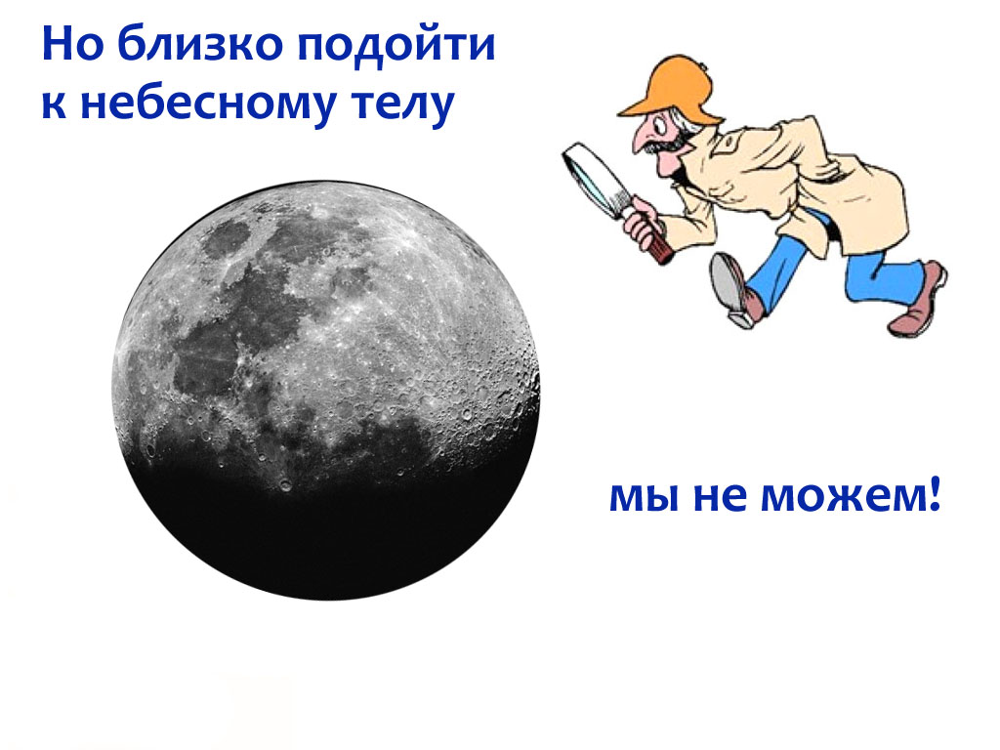 Но близко подойти
к небесному телу
мы не можем!